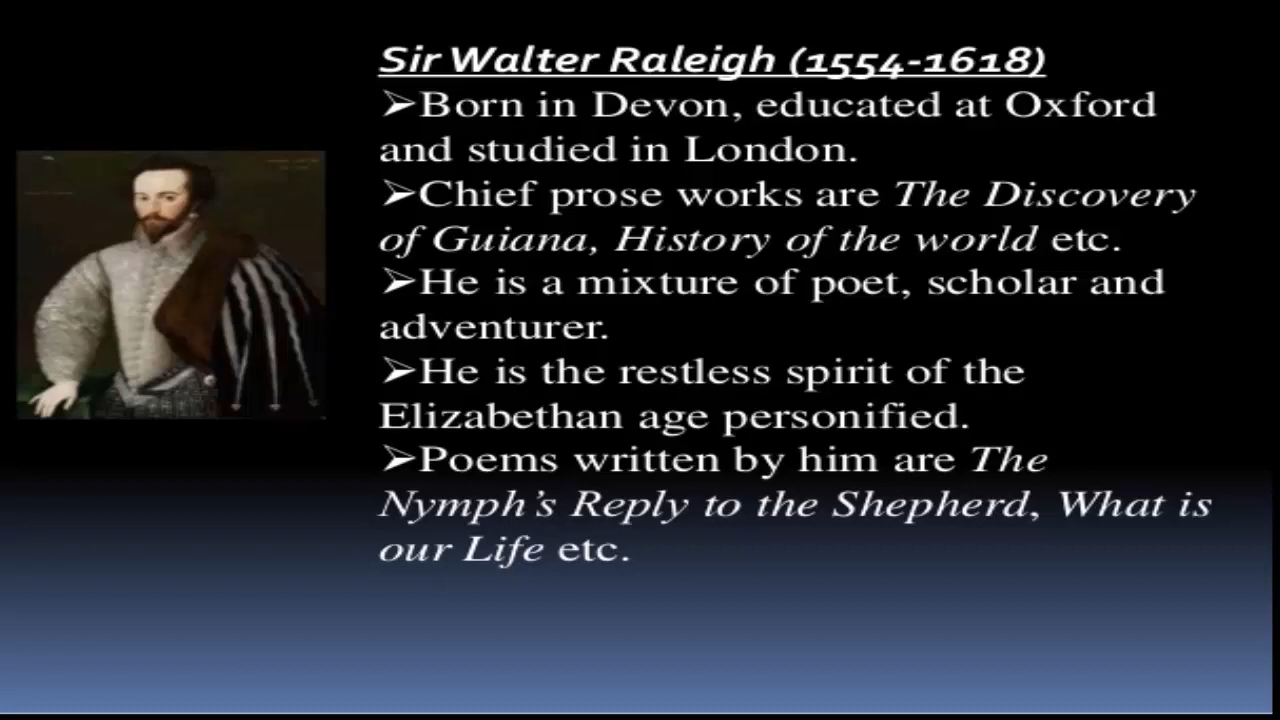 Sir Walter Raleigh (1554-1618)
➢Born in Devon, educated at Oxford
and studied in London.
➢Chief prose works are The Discovery
of Guiana, History of the world etc.
➢He is a mixture of poet, scholar and
adventurer.
➢He is the restless spirit of the
Elizabethan age personified.
➢Poems written by him are The
Nymph’s Reply to the Shepherd, What is
our Life etc.